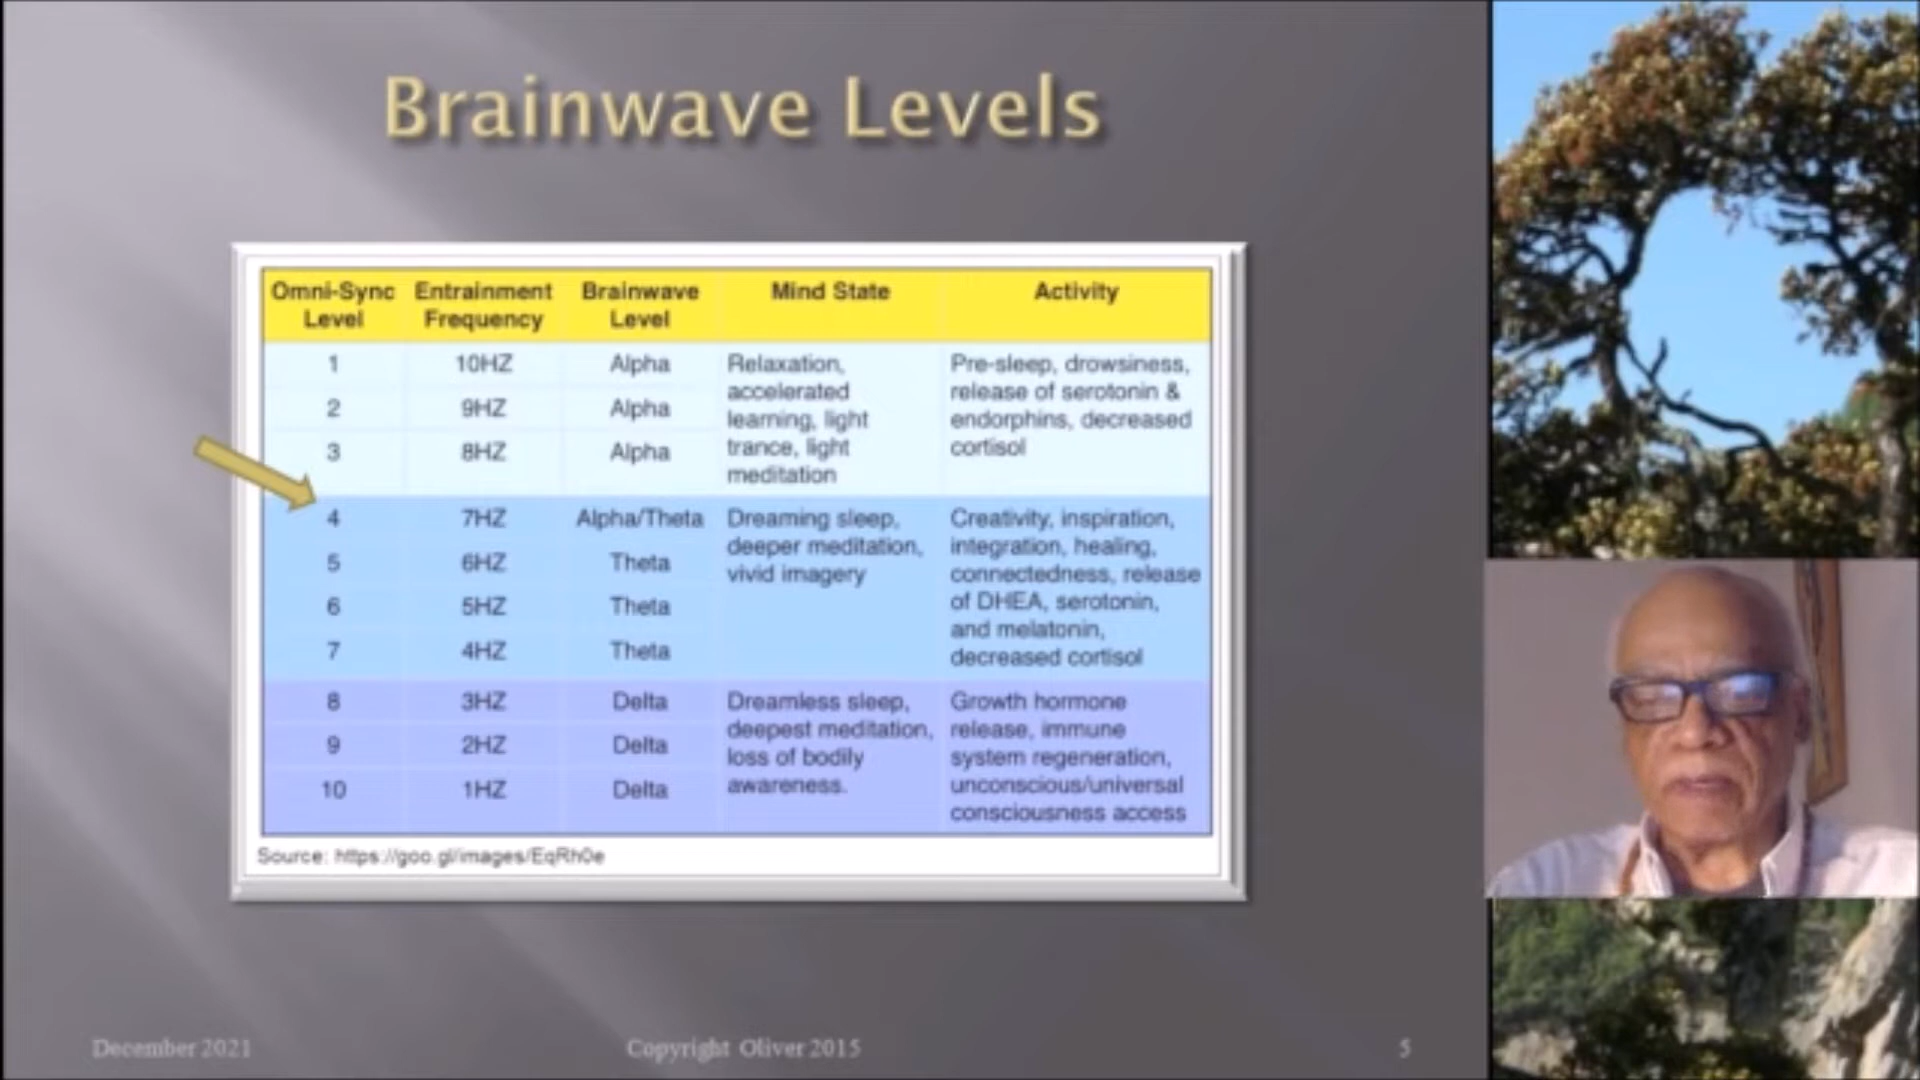 Brainwave Levels
Omni-Sync Level Entrainment Frequency Brainwave Level Mind State Activity
1 10HZ Alpha Relaxation, accelerated learning, light trance, light meditation Pre-sleep, drowsiness, release of serotonin & endorphins, decreased cortisol
2 9HZ Alpha
3 8HZ Alpha
4 7HZ Alpha/Theta Dreaming sleep, deeper meditation, vivid imagery Creativity, inspiration, integration, healing, connectedness, release of DHEA, serotonin, and melatonin, decreased cortisol
5 6HZ Theta
6 5HZ Theta
7 4HZ Theta
8 3HZ Delta Dreamless sleep, deepest meditation, loss of bodily awareness. Growth hormone release, immune system regeneration, unconscious/universal consciousness access
9 2HZ Delta
10 1HZ Delta
Source: https://goo.gl/images/EqRh0e
December 2021 Copyright Oliver 2015 5